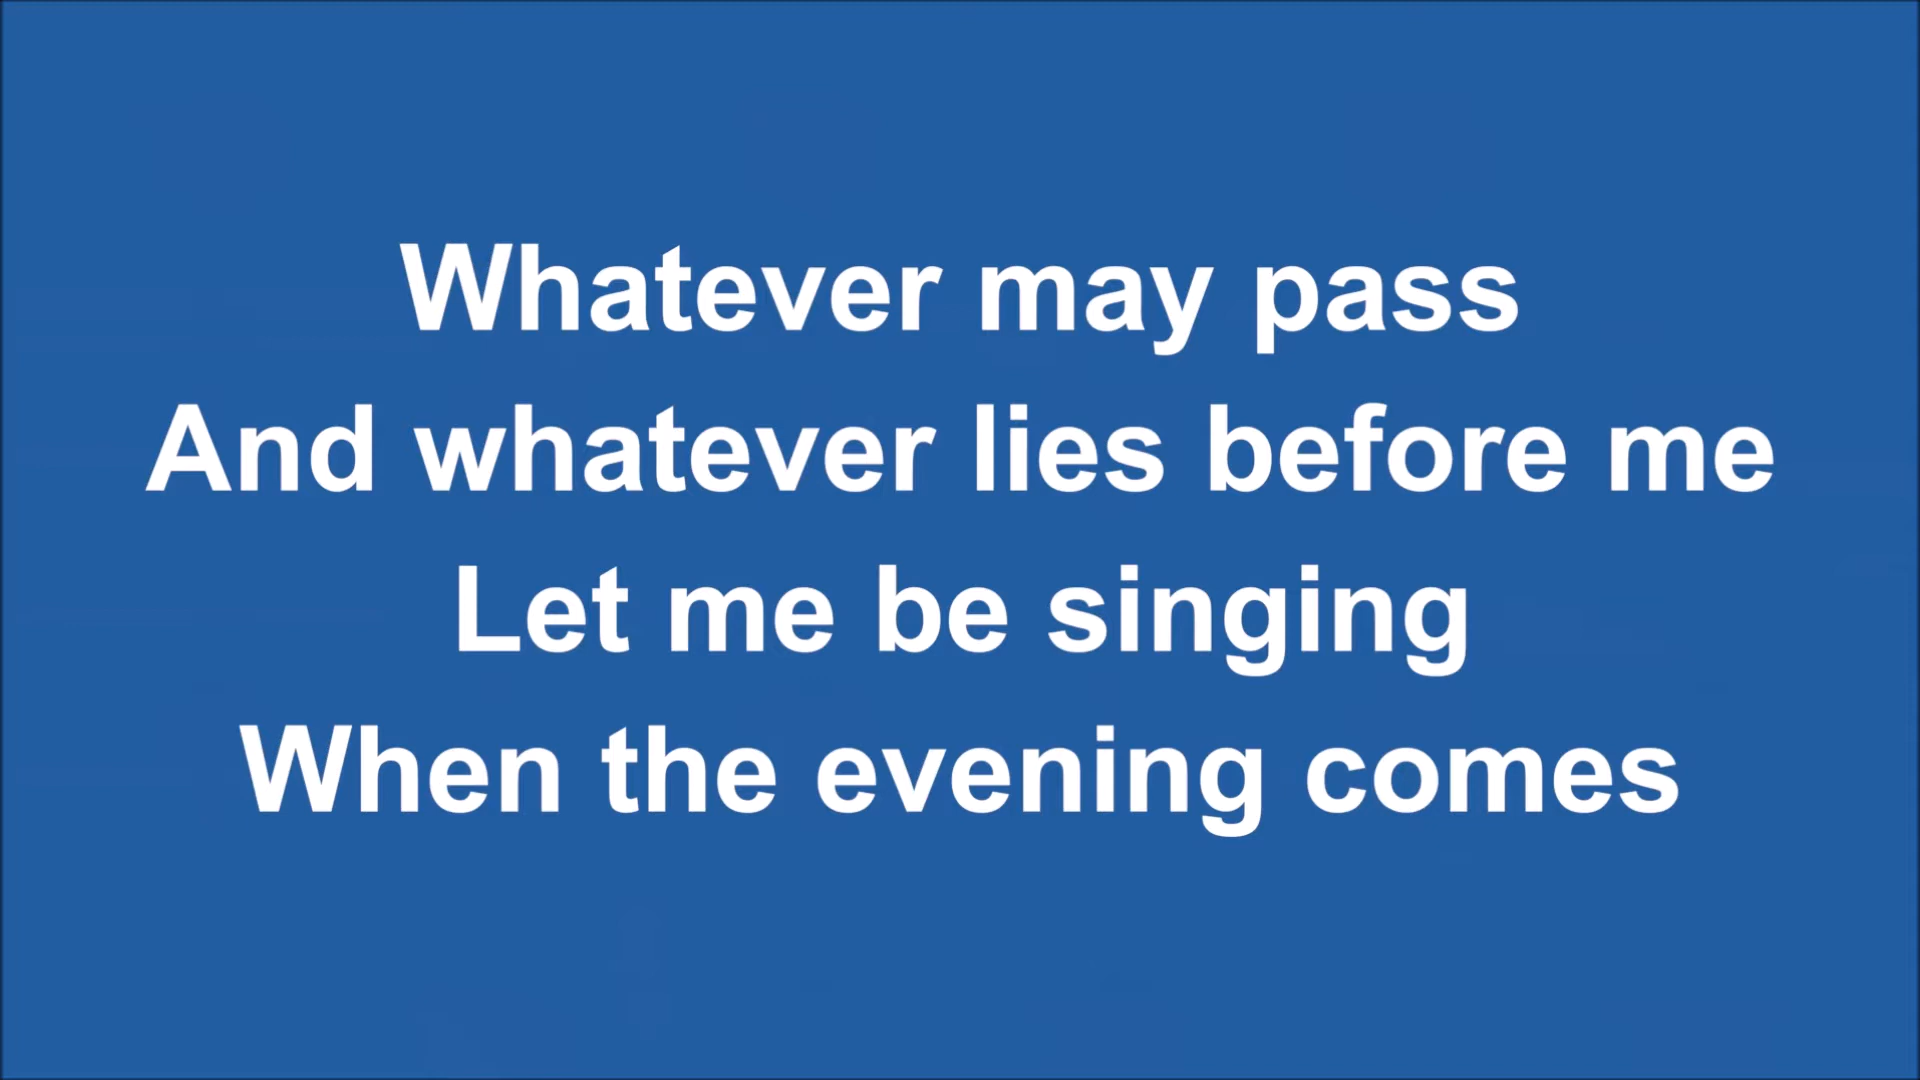 Whatever may pass
And whatever lies before me
Let me be singing
When the evening comes